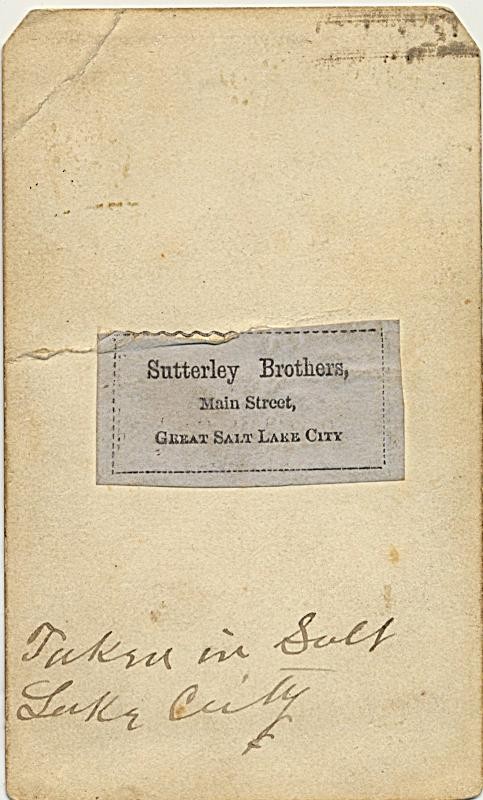 Sutterley Brothers,
Main Street,
GREAT SALT LAKE CITY
Taken in Salt
Lake City